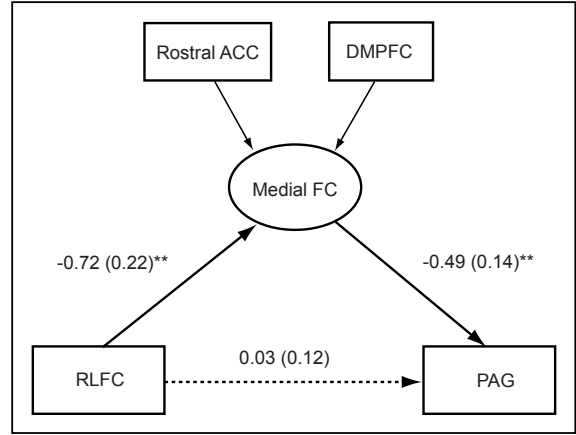 Rostral ACC
DMPFC
Medial FC
-0.72 (0.22)**
-0.49 (0.14)**
0.03 (0.12)
RLFC
PAG